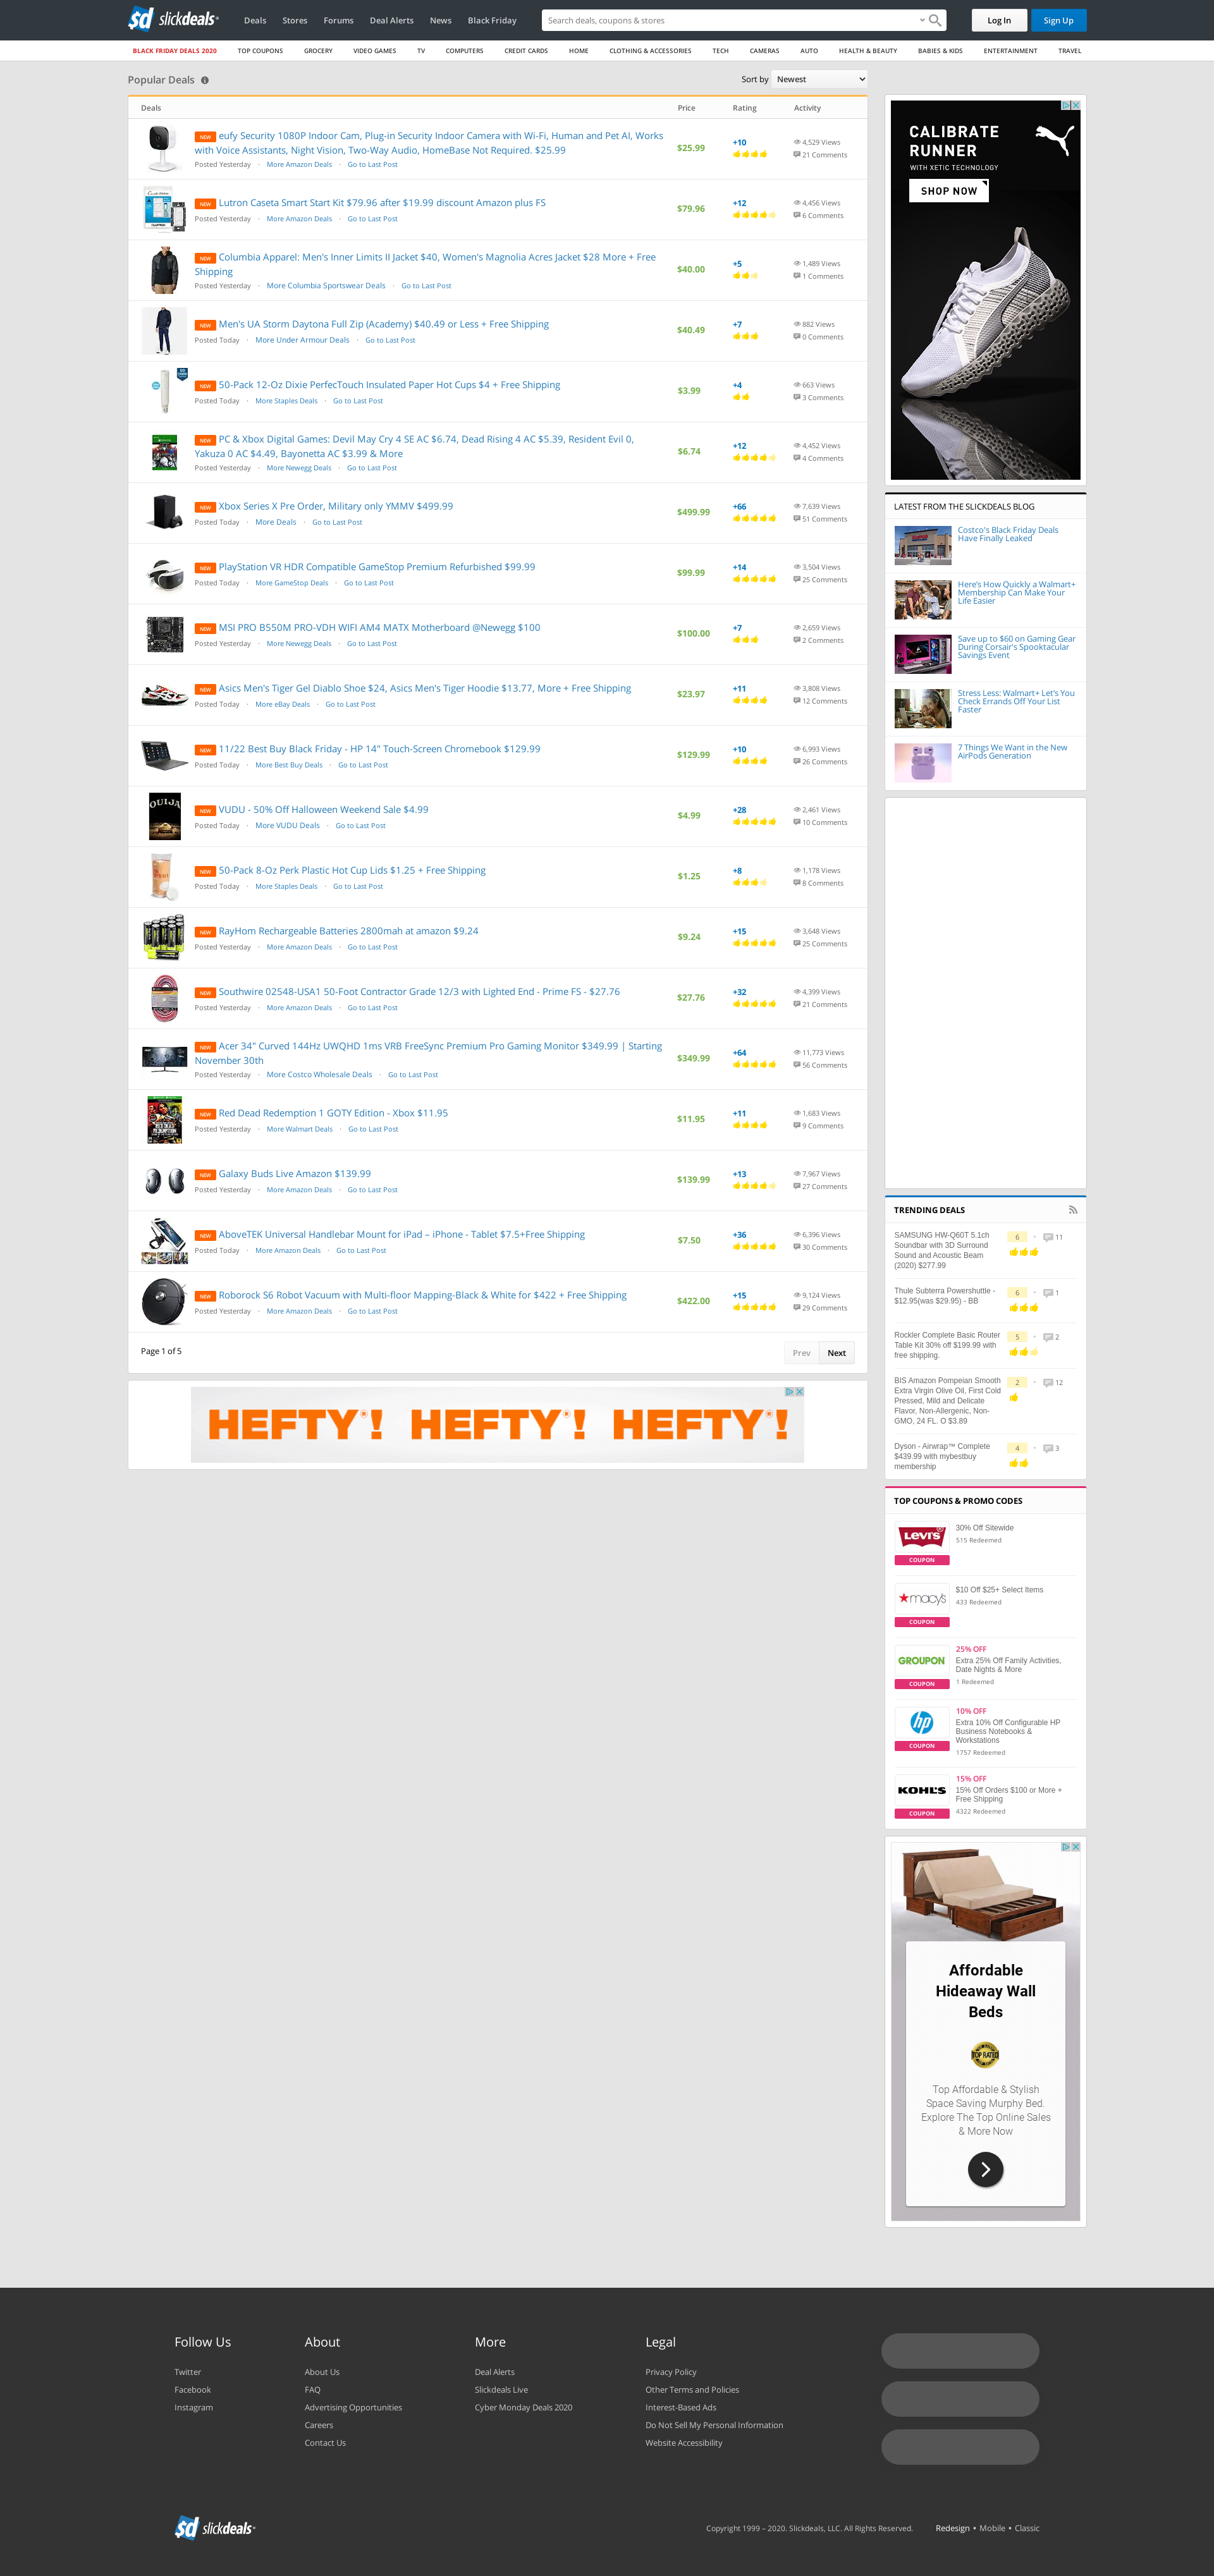 sd slickdeals
Deals Stores Forums Deal Alerts News Black Friday
Search deals, coupons & stores
Log In
Sign Up
BLACK FRIDAY DEALS 2020 TOP COUPONS GROCERY VIDEO GAMES TV COMPUTERS CREDIT CARDS HOME CLOTHING & ACCESSORIES TECH CAMERAS AUTO HEALTH & BEAUTY BABIES & KIDS ENTERTAINMENT TRAVEL
Popular Deals
Sort by Newest
Deals Price Rating Activity
NEW eufy Security 1080P Indoor Cam, Plug-in Security Indoor Camera with Wi-Fi, Human and Pet AI, Works
with Voice Assistants, Night Vision, Two-Way Audio, HomeBase Not Required. $25.99
Posted Yesterday · More Amazon Deals · Go to Last Post
$25.99
+10
4,529 Views
21 Comments
NEW Lutron Caseta Smart Start Kit $79.96 after $19.99 discount Amazon plus FS
Posted Yesterday · More Amazon Deals · Go to Last Post
$79.96
+12
4,456 Views
6 Comments
NEW Columbia Apparel: Men's Inner Limits II Jacket $40, Women's Magnolia Acres Jacket $28 More + Free
Shipping
Posted Yesterday · More Columbia Sportswear Deals · Go to Last Post
$40.00
+5
1,489 Views
1 Comments
NEW Men's UA Storm Daytona Full Zip (Academy) $40.49 or Less + Free Shipping
Posted Today · More Under Armour Deals · Go to Last Post
$40.49
+7
882 Views
0 Comments
NEW 50-Pack 12-Oz Dixie PerfecTouch Insulated Paper Hot Cups $4 + Free Shipping
Posted Today · More Staples Deals · Go to Last Post
$3.99
+4
663 Views
3 Comments
NEW PC & Xbox Digital Games: Devil May Cry 4 SE AC $6.74, Dead Rising 4 AC $5.39, Resident Evil 0,
Yakuza 0 AC $4.49, Bayonetta AC $3.99 & More
Posted Yesterday · More Newegg Deals · Go to Last Post
$6.74
+12
4,452 Views
4 Comments
NEW Xbox Series X Pre Order, Military only YMMV $499.99
Posted Today · More Deals · Go to Last Post
$499.99
+66
7,639 Views
51 Comments
NEW PlayStation VR HDR Compatible GameStop Premium Refurbished $99.99
Posted Today · More GameStop Deals · Go to Last Post
$99.99
+14
3,504 Views
25 Comments
NEW MSI PRO B550M PRO-VDH WIFI AM4 MATX Motherboard @Newegg $100
Posted Yesterday · More Newegg Deals · Go to Last Post
$100.00
+7
2,659 Views
2 Comments
NEW Asics Men's Tiger Gel Diablo Shoe $24, Asics Men's Tiger Hoodie $13.77, More + Free Shipping
Posted Today · More eBay Deals · Go to Last Post
$23.97
+11
3,808 Views
12 Comments
NEW 11/22 Best Buy Black Friday - HP 14" Touch-Screen Chromebook $129.99
Posted Today · More Best Buy Deals · Go to Last Post
$129.99
+10
6,993 Views
26 Comments
OUIJA
NEW VUDU - 50% Off Halloween Weekend Sale $4.99
Posted Today · More VUDU Deals · Go to Last Post
$4.99
+28
2,461 Views
10 Comments
NEW 50-Pack 8-Oz Perk Plastic Hot Cup Lids $1.25 + Free Shipping
Posted Today · More Staples Deals · Go to Last Post
$1.25
+8
1,178 Views
8 Comments
NEW RayHom Rechargeable Batteries 2800mah at amazon $9.24
Posted Yesterday · More Amazon Deals · Go to Last Post
$9.24
+15
3,648 Views
25 Comments
NEW Southwire 02548-USA1 50-Foot Contractor Grade 12/3 with Lighted End - Prime FS - $27.76
Posted Yesterday · More Amazon Deals · Go to Last Post
$27.76
+32
4,399 Views
21 Comments
NEW Acer 34" Curved 144Hz UWQHD 1ms VRB FreeSync Premium Pro Gaming Monitor $349.99 | Starting
November 30th
Posted Yesterday · More Costco Wholesale Deals · Go to Last Post
$349.99
+64
11,773 Views
56 Comments
NEW Red Dead Redemption 1 GOTY Edition - Xbox $11.95
Posted Yesterday · More Walmart Deals · Go to Last Post
$11.95
+11
1,683 Views
9 Comments
NEW Galaxy Buds Live Amazon $139.99
Posted Yesterday · More Amazon Deals · Go to Last Post
$139.99
+13
7,967 Views
27 Comments
NEW AboveTEK Universal Handlebar Mount for iPad – iPhone - Tablet $7.5+Free Shipping
Posted Today · More Amazon Deals · Go to Last Post
$7.50
+36
6,396 Views
30 Comments
NEW Roborock S6 Robot Vacuum with Multi-floor Mapping-Black & White for $422 + Free Shipping
Posted Yesterday · More Amazon Deals · Go to Last Post
$422.00
+15
9,124 Views
29 Comments
Page 1 of 5
Prev Next
HEFTY! HEFTY! HEFTY!
CALIBRATE
RUNNER
WITH XETIC TECHNOLOGY
SHOP NOW
LATEST FROM THE SLICKDEALS BLOG
Costco's Black Friday Deals
Have Finally Leaked
Here's How Quickly a Walmart+
Membership Can Make Your
Life Easier
Save up to $60 on Gaming Gear
During Corsair's Spooktacular
Savings Event
Stress Less: Walmart+ Let's You
Check Errands Off Your List
Faster
7 Things We Want in the New
AirPods Generation
TRENDING DEALS
SAMSUNG HW-Q60T 5.1ch
Soundbar with 3D Surround
Sound and Acoustic Beam
(2020) $277.99
6 · 11
Thule Subterra Powershuttle -
$12.95(was $29.95) - BB
6 · 1
Rockler Complete Basic Router
Table Kit 30% off $199.99 with
free shipping.
5 · 2
BIS Amazon Pompeian Smooth
Extra Virgin Olive Oil, First Cold
Pressed, Mild and Delicate
Flavor, Non-Allergenic, Non-
GMO, 24 FL. O $3.89
2 · 12
Dyson - Airwrap™ Complete
$439.99 with mybestbuy
membership
4 · 3
TOP COUPONS & PROMO CODES
LEVI'S
COUPON
30% Off Sitewide
515 Redeemed
macy's
COUPON
$10 Off $25+ Select Items
433 Redeemed
GROUPON
COUPON
25% OFF
Extra 25% Off Family Activities,
Date Nights & More
1 Redeemed
hp
COUPON
10% OFF
Extra 10% Off Configurable HP
Business Notebooks &
Workstations
1757 Redeemed
KOHL'S
COUPON
15% OFF
15% Off Orders $100 or More +
Free Shipping
4322 Redeemed
Affordable
Hideaway Wall
Beds
TOP RATED
Top Affordable & Stylish
Space Saving Murphy Bed.
Explore The Top Online Sales
& More Now
Follow Us
Twitter
Facebook
Instagram
About
About Us
FAQ
Advertising Opportunities
Careers
Contact Us
More
Deal Alerts
Slickdeals Live
Cyber Monday Deals 2020
Legal
Privacy Policy
Other Terms and Policies
Interest-Based Ads
Do Not Sell My Personal Information
Website Accessibility
sd slickdeals
Copyright 1999 – 2020. Slickdeals, LLC. All Rights Reserved.
Redesign • Mobile • Classic